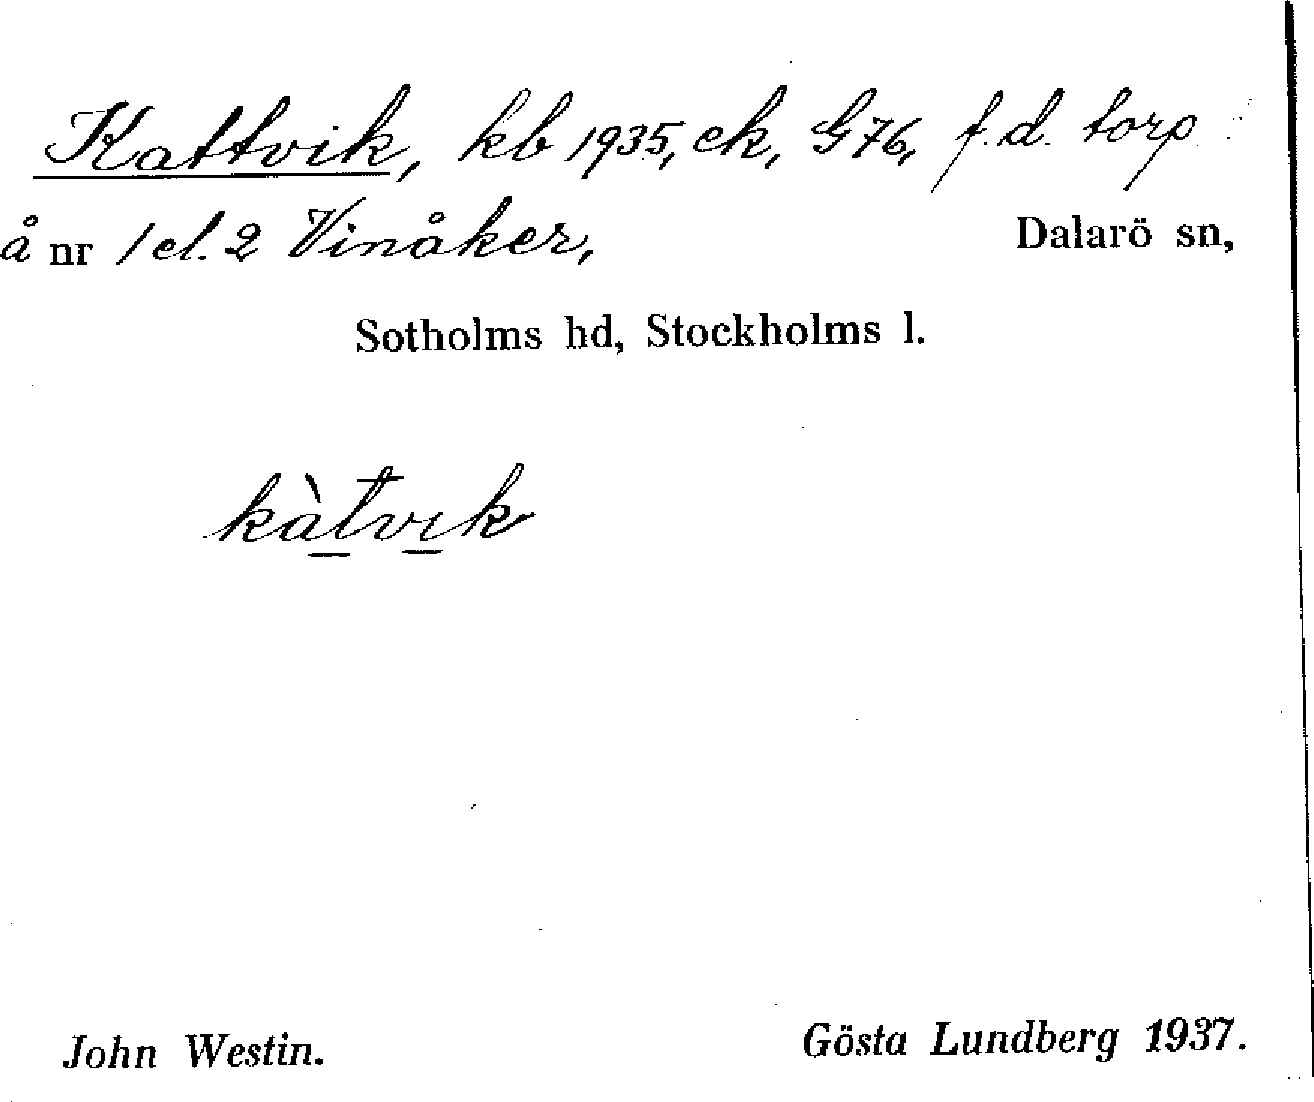 Kattvik, kb 1935, ek, G 76, f.d. torp
å nr 1 el. 2 Vinåker, Dalarö sn,
Sotholms hd, Stockholms l.
kàtvik
John Westin. Gösta Lundberg 1937.